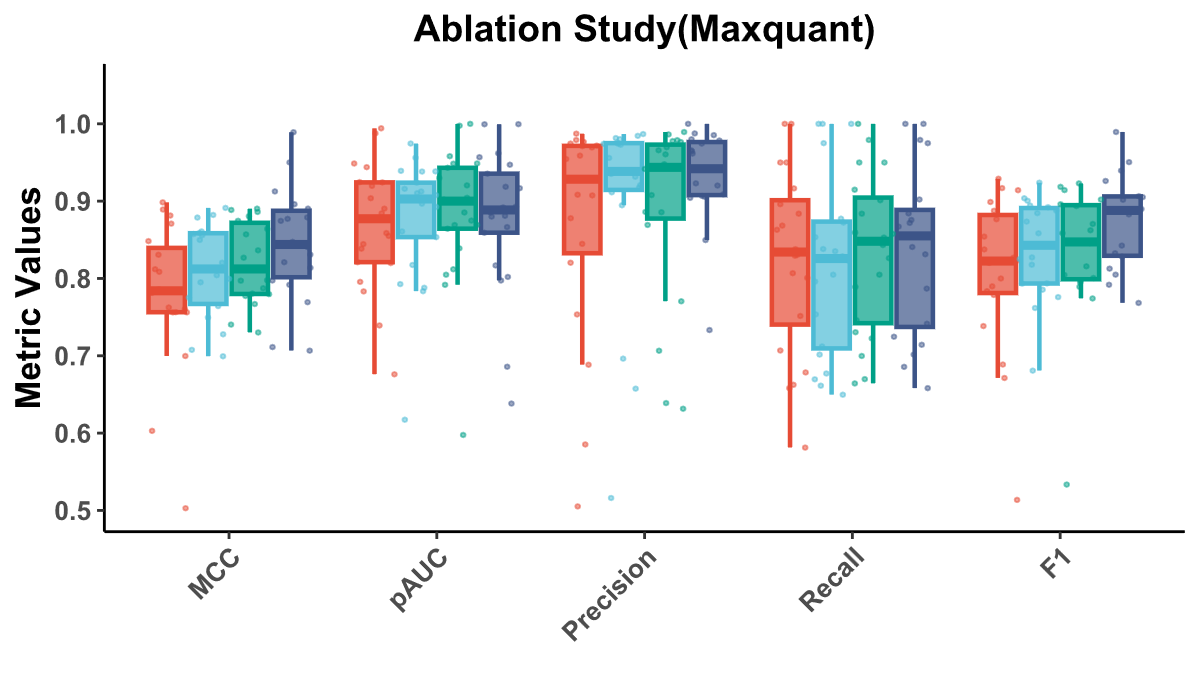 Ablation Study(Maxquant)
Metric Values
1.0
0.9
0.8
0.7
0.6
0.5
MCC
pAUC
Precision
Recall
F1